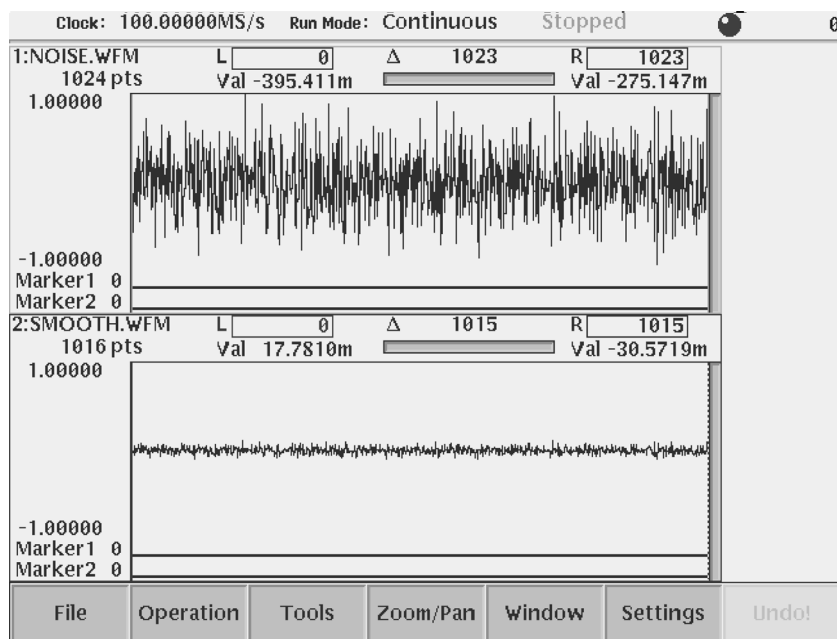 Clock: 100.00000MS/s Run Mode: Continuous Stopped 0
1:NOISE.WFM L 0 Δ 1023 R 1023
1024 pts Val -395.411m Val -275.147m
1.00000
-1.00000
Marker1 0
Marker2 0
2:SMOOTH.WFM L 0 Δ 1015 R 1015
1016 pts Val 17.7810m Val -30.5719m
1.00000
-1.00000
Marker1 0
Marker2 0
File Operation Tools Zoom/Pan Window Settings Undo!